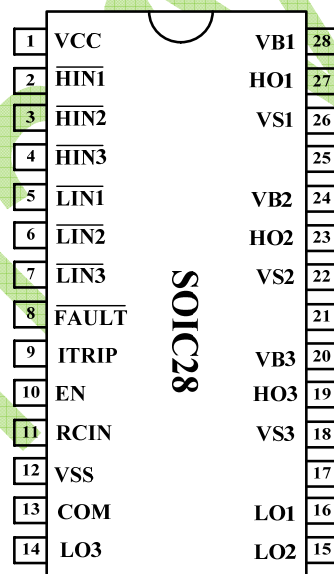 1 VCC VB1 28
2 HIN1 HO1 27
3 HIN2 VS1 26
4 HIN3 25
5 LIN1 VB2 24
6 LIN2 HO2 23
7 LIN3 VS2 22
8 FAULT 21
9 ITRIP VB3 20
10 EN HO3 19
11 RCIN VS3 18
12 VSS 17
13 COM LO1 16
14 LO3 LO2 15
SOIC28